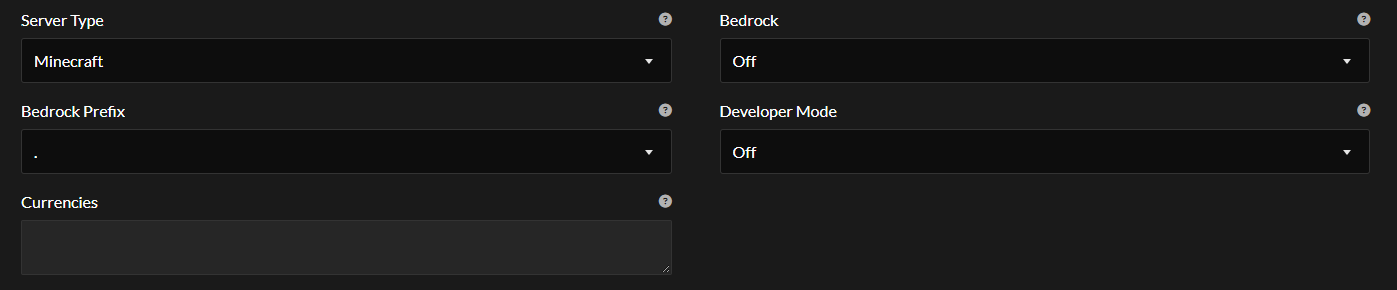 Server Type
?
Bedrock
?
Minecraft
Off
Bedrock Prefix
?
Developer Mode
?
.
Off
Currencies
?